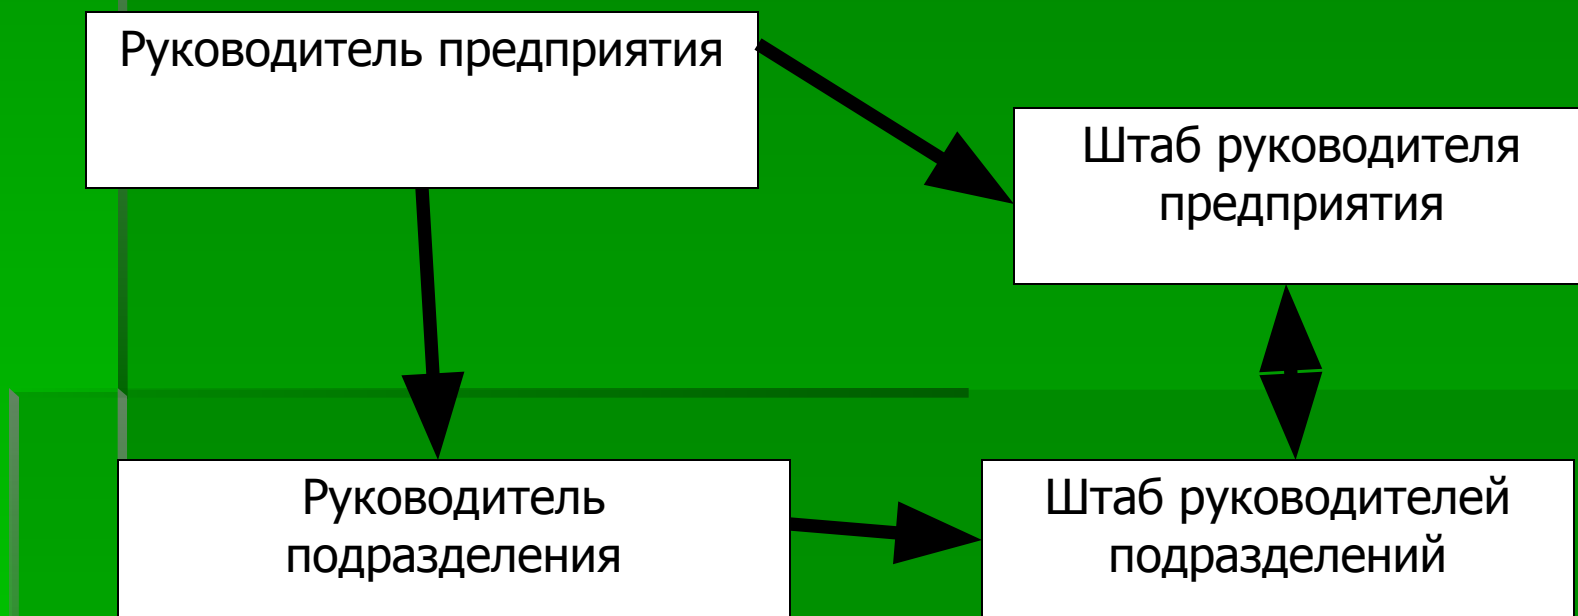 Руководитель предприятия
Штаб руководителя
предприятия
Руководитель
подразделения
Штаб руководителей
подразделений